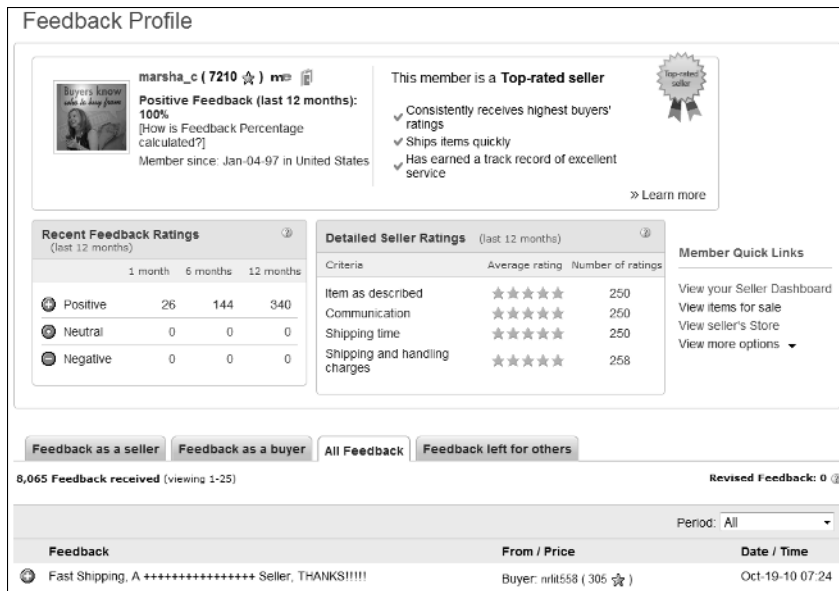 Feedback Profile
Buyers know
who to buy from
marsha_c ( 7210 ) me
Positive Feedback (last 12 months):
100%
[How is Feedback Percentage
calculated?]
Member since: Jan-04-97 in United States
This member is a Top-rated seller
Consistently receives highest buyers'
ratings
Ships items quickly
Has earned a track record of excellent
service
Top-rated
seller
» Learn more
Recent Feedback Ratings
(last 12 months)
?
1 month 6 months 12 months
Positive 26 144 340
Neutral 0 0 0
Negative 0 0 0
Detailed Seller Ratings (last 12 months)
?
Criteria Average rating Number of ratings
Item as described 250
Communication 250
Shipping time 250
Shipping and handling
charges 258
Member Quick Links
View your Seller Dashboard
View items for sale
View seller's Store
View more options
Feedback as a seller Feedback as a buyer All Feedback Feedback left for others
8,065 Feedback received (viewing 1-25) Revised Feedback: 0 ?
Period: All
Feedback From / Price Date / Time
Fast Shipping, A ++++++++++++++++ Seller, THANKS!!!!! Buyer: nrlit558 ( 305 ) Oct-19-10 07:24